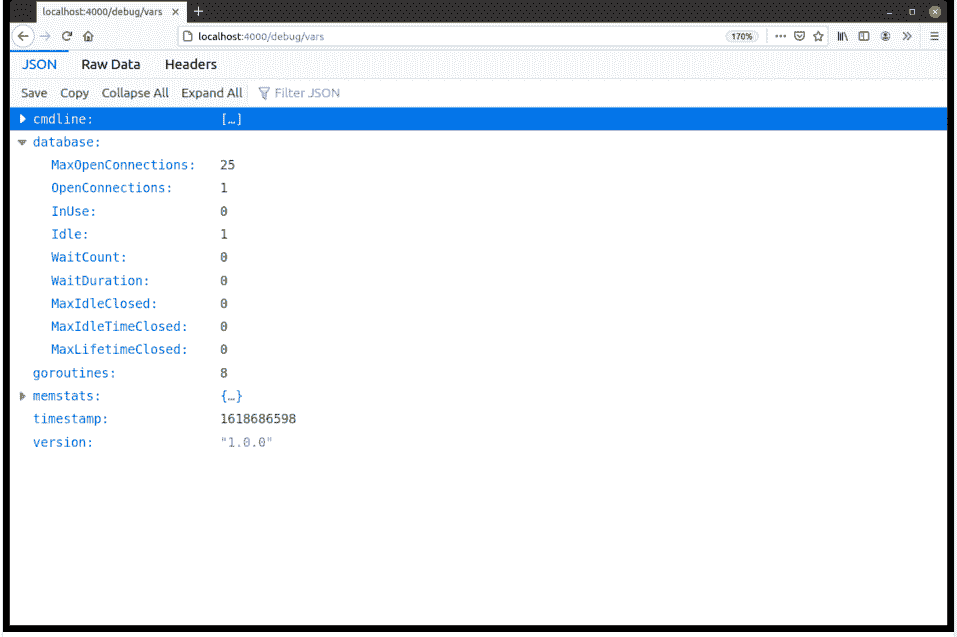 localhost:4000/debug/vars
localhost:4000/debug/vars 170%
JSON Raw Data Headers
Save Copy Collapse All Expand All Filter JSON
cmdline: […]
database:
MaxOpenConnections: 25
OpenConnections: 1
InUse: 0
Idle: 1
WaitCount: 0
WaitDuration: 0
MaxIdleClosed: 0
MaxIdleTimeClosed: 0
MaxLifetimeClosed: 0
goroutines: 8
memstats: {…}
timestamp: 1618686598
version: "1.0.0"